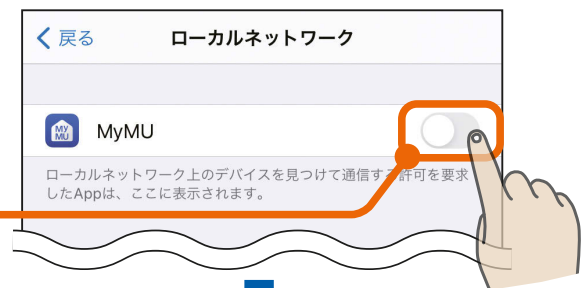 戻る ローカルネットワーク
MY
MU
MyMU
ローカルネットワーク上のデバイスを見つけて通信する許可を要求
したAppは、ここに表示されます。